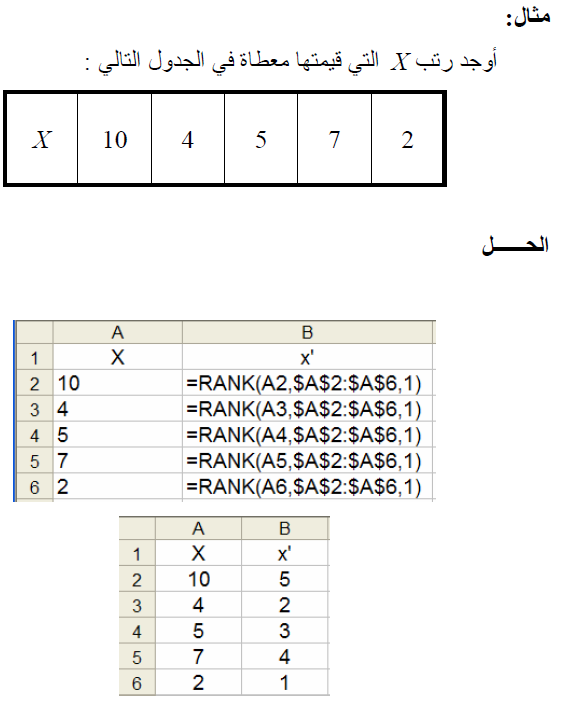 مثال:
أوجد رتب X التي قيمتها معطاة في الجدول التالي :
X 10 4 5 7 2
الحـــــل
A B
1 X x'
2 10 =RANK(A2,$A$2:$A$6,1)
3 4 =RANK(A3,$A$2:$A$6,1)
4 5 =RANK(A4,$A$2:$A$6,1)
5 7 =RANK(A5,$A$2:$A$6,1)
6 2 =RANK(A6,$A$2:$A$6,1)
A B
1 X x'
2 10 5
3 4 2
4 5 3
5 7 4
6 2 1